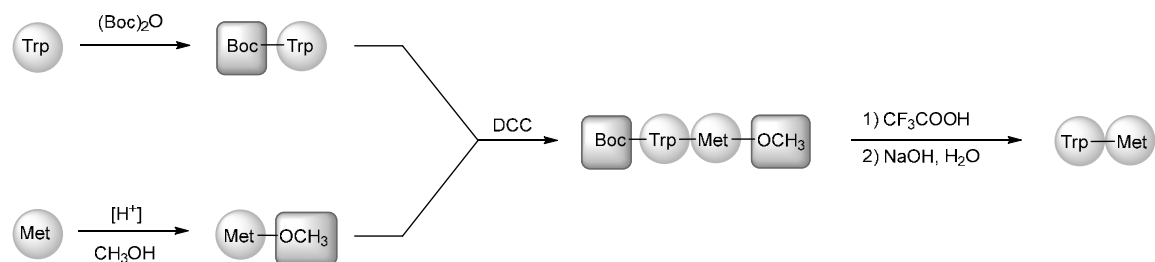 Trp
(Boc)₂O
Boc Trp
Met
[H⁺]
CH₃OH
Met OCH₃
DCC
Boc Trp Met OCH₃
1) CF₃COOH
2) NaOH, H₂O
Trp Met